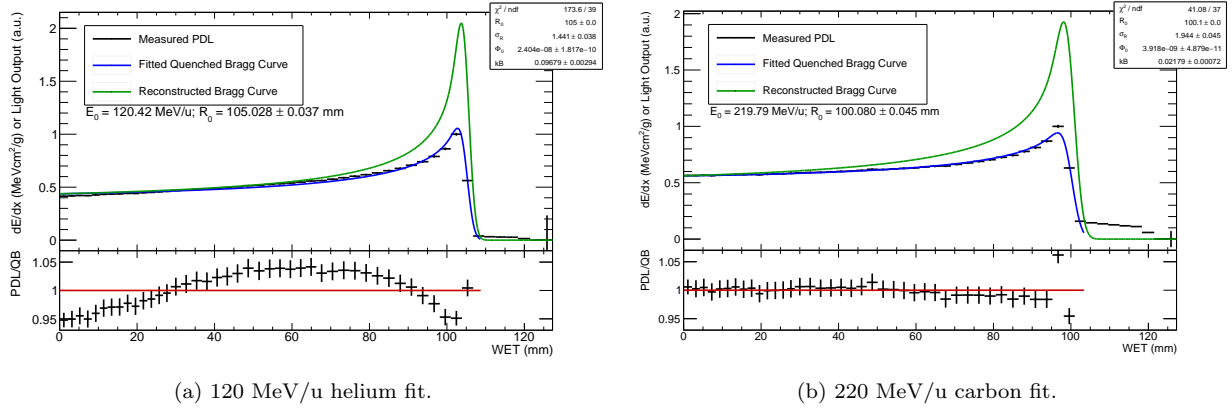 χ² / ndf 173.6 / 39
R₀ 105 ± 0.0
σ_R 1.441 ± 0.038
Φ₀ 2.404e−08 ± 1.817e−10
kB 0.09679 ± 0.00294
Measured PDL
Fitted Quenched Bragg Curve
Reconstructed Bragg Curve
E₀ = 120.42 MeV/u; R₀ = 105.028 ± 0.037 mm
dE/dx (MeVcm²/g) or Light Output (a.u.)
2
1.5
1
0.5
0
PDL/QB
1.05
1
0.95
0 20 40 60 80 100 120
WET (mm)
(a) 120 MeV/u helium fit.
χ² / ndf 41.08 / 37
R₀ 100.1 ± 0.0
σ_R 1.944 ± 0.045
Φ₀ 3.918e−09 ± 4.879e−11
kB 0.02179 ± 0.00072
Measured PDL
Fitted Quenched Bragg Curve
Reconstructed Bragg Curve
E₀ = 219.79 MeV/u; R₀ = 100.080 ± 0.045 mm
dE/dx (MeVcm²/g) or Light Output (a.u.)
2
1.5
1
0.5
0
PDL/QB
1.05
1
0.95
0 20 40 60 80 100 120
WET (mm)
(b) 220 MeV/u carbon fit.